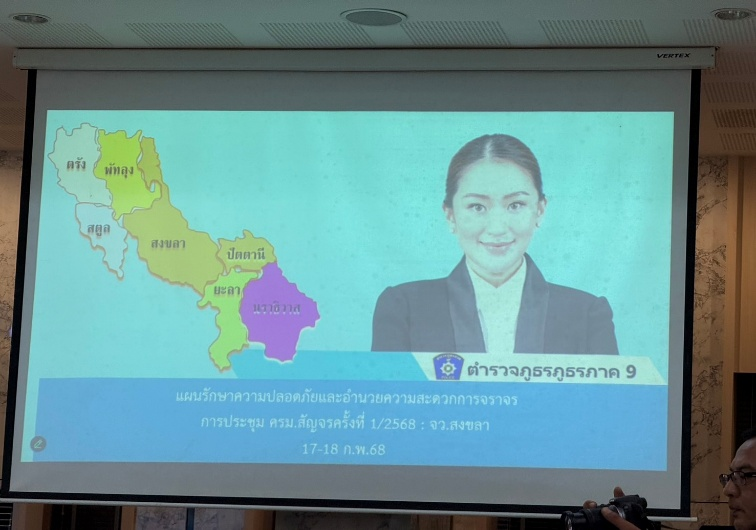 VERTEX
ตรัง
พัทลุง
สตูล
สงขลา
ปัตตานี
ยะลา
นราธิวาส
ตำรวจภูธรภูธรภาค 9
แผนรักษาความปลอดภัยและอำนวยความสะดวกการจราจร
การประชุม ครม.สัญจรครั้งที่ 1/2568 : จว.สงขลา
17-18 ก.พ.68